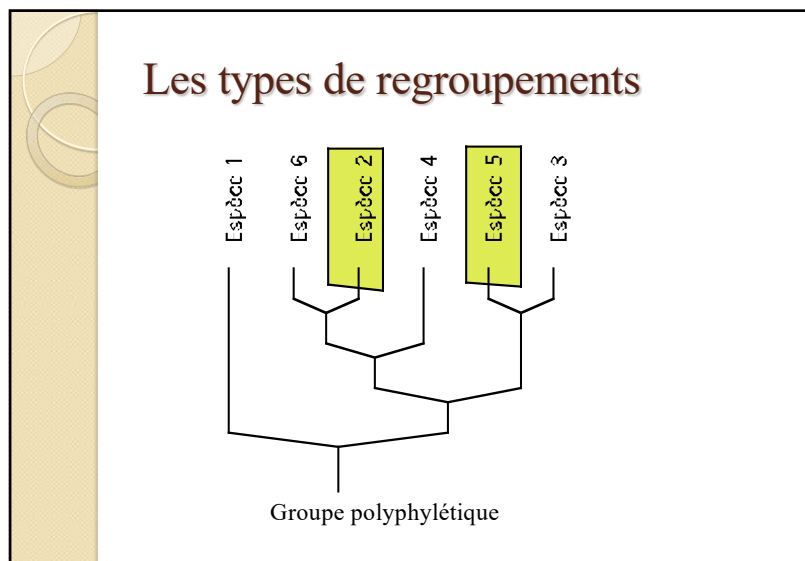 Les types de regroupements
Espèce 1
Espèce 6
Espèce 2
Espèce 4
Espèce 5
Espèce 3
Groupe polyphylétique